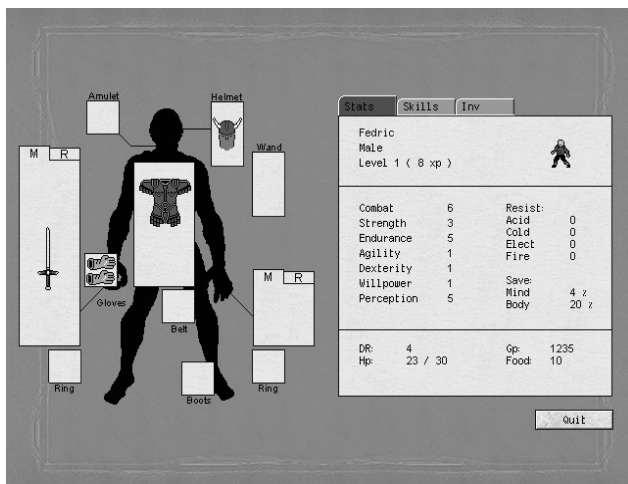 Amulet
Helmet
Wand
M R
Gloves
M R
Belt
Ring
Boots
Ring
Stats Skills Inv
Fedric
Male
Level 1 ( 8 xp )
Combat 6
Strength 3
Endurance 5
Agility 1
Dexterity 1
Willpower 1
Perception 5
Resist:
Acid 0
Cold 0
Elect 0
Fire 0
Save:
Mind 4 %
Body 20 %
DR: 4
Hp: 23 / 30
Gp: 1235
Food: 10
Quit